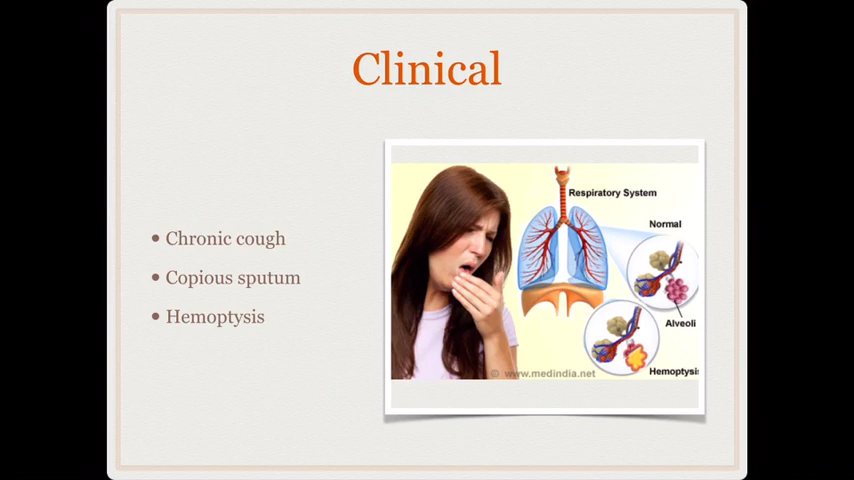 Clinical
• Chronic cough
• Copious sputum
• Hemoptysis
Respiratory System
Normal
Alveoli
Hemoptysis
© www.medindia.net